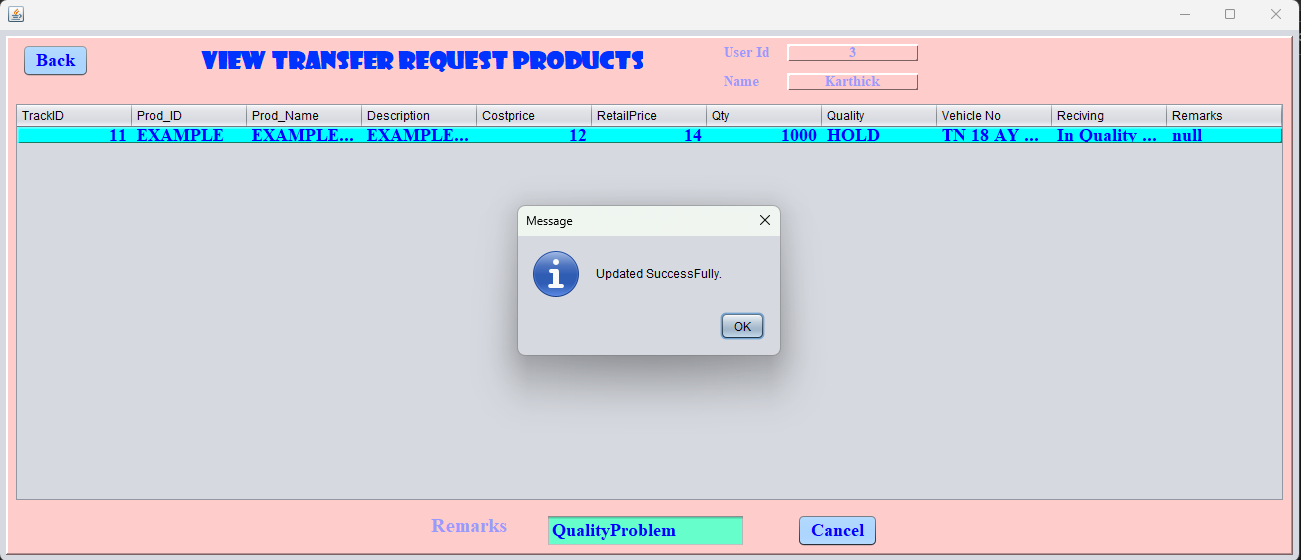 Back
VIEW TRANSFER REQUEST PRODUCTS
User Id 3
Name Karthick
TrackID Prod_ID Prod_Name Description Costprice RetailPrice Qty Quality Vehicle No Reciving Remarks
11 EXAMPLE EXAMPLE... EXAMPLE... 12 14 1000 HOLD TN 18 AY ... In Quality ... null
Message
Updated SuccessFully.
OK
Remarks QualityProblem Cancel